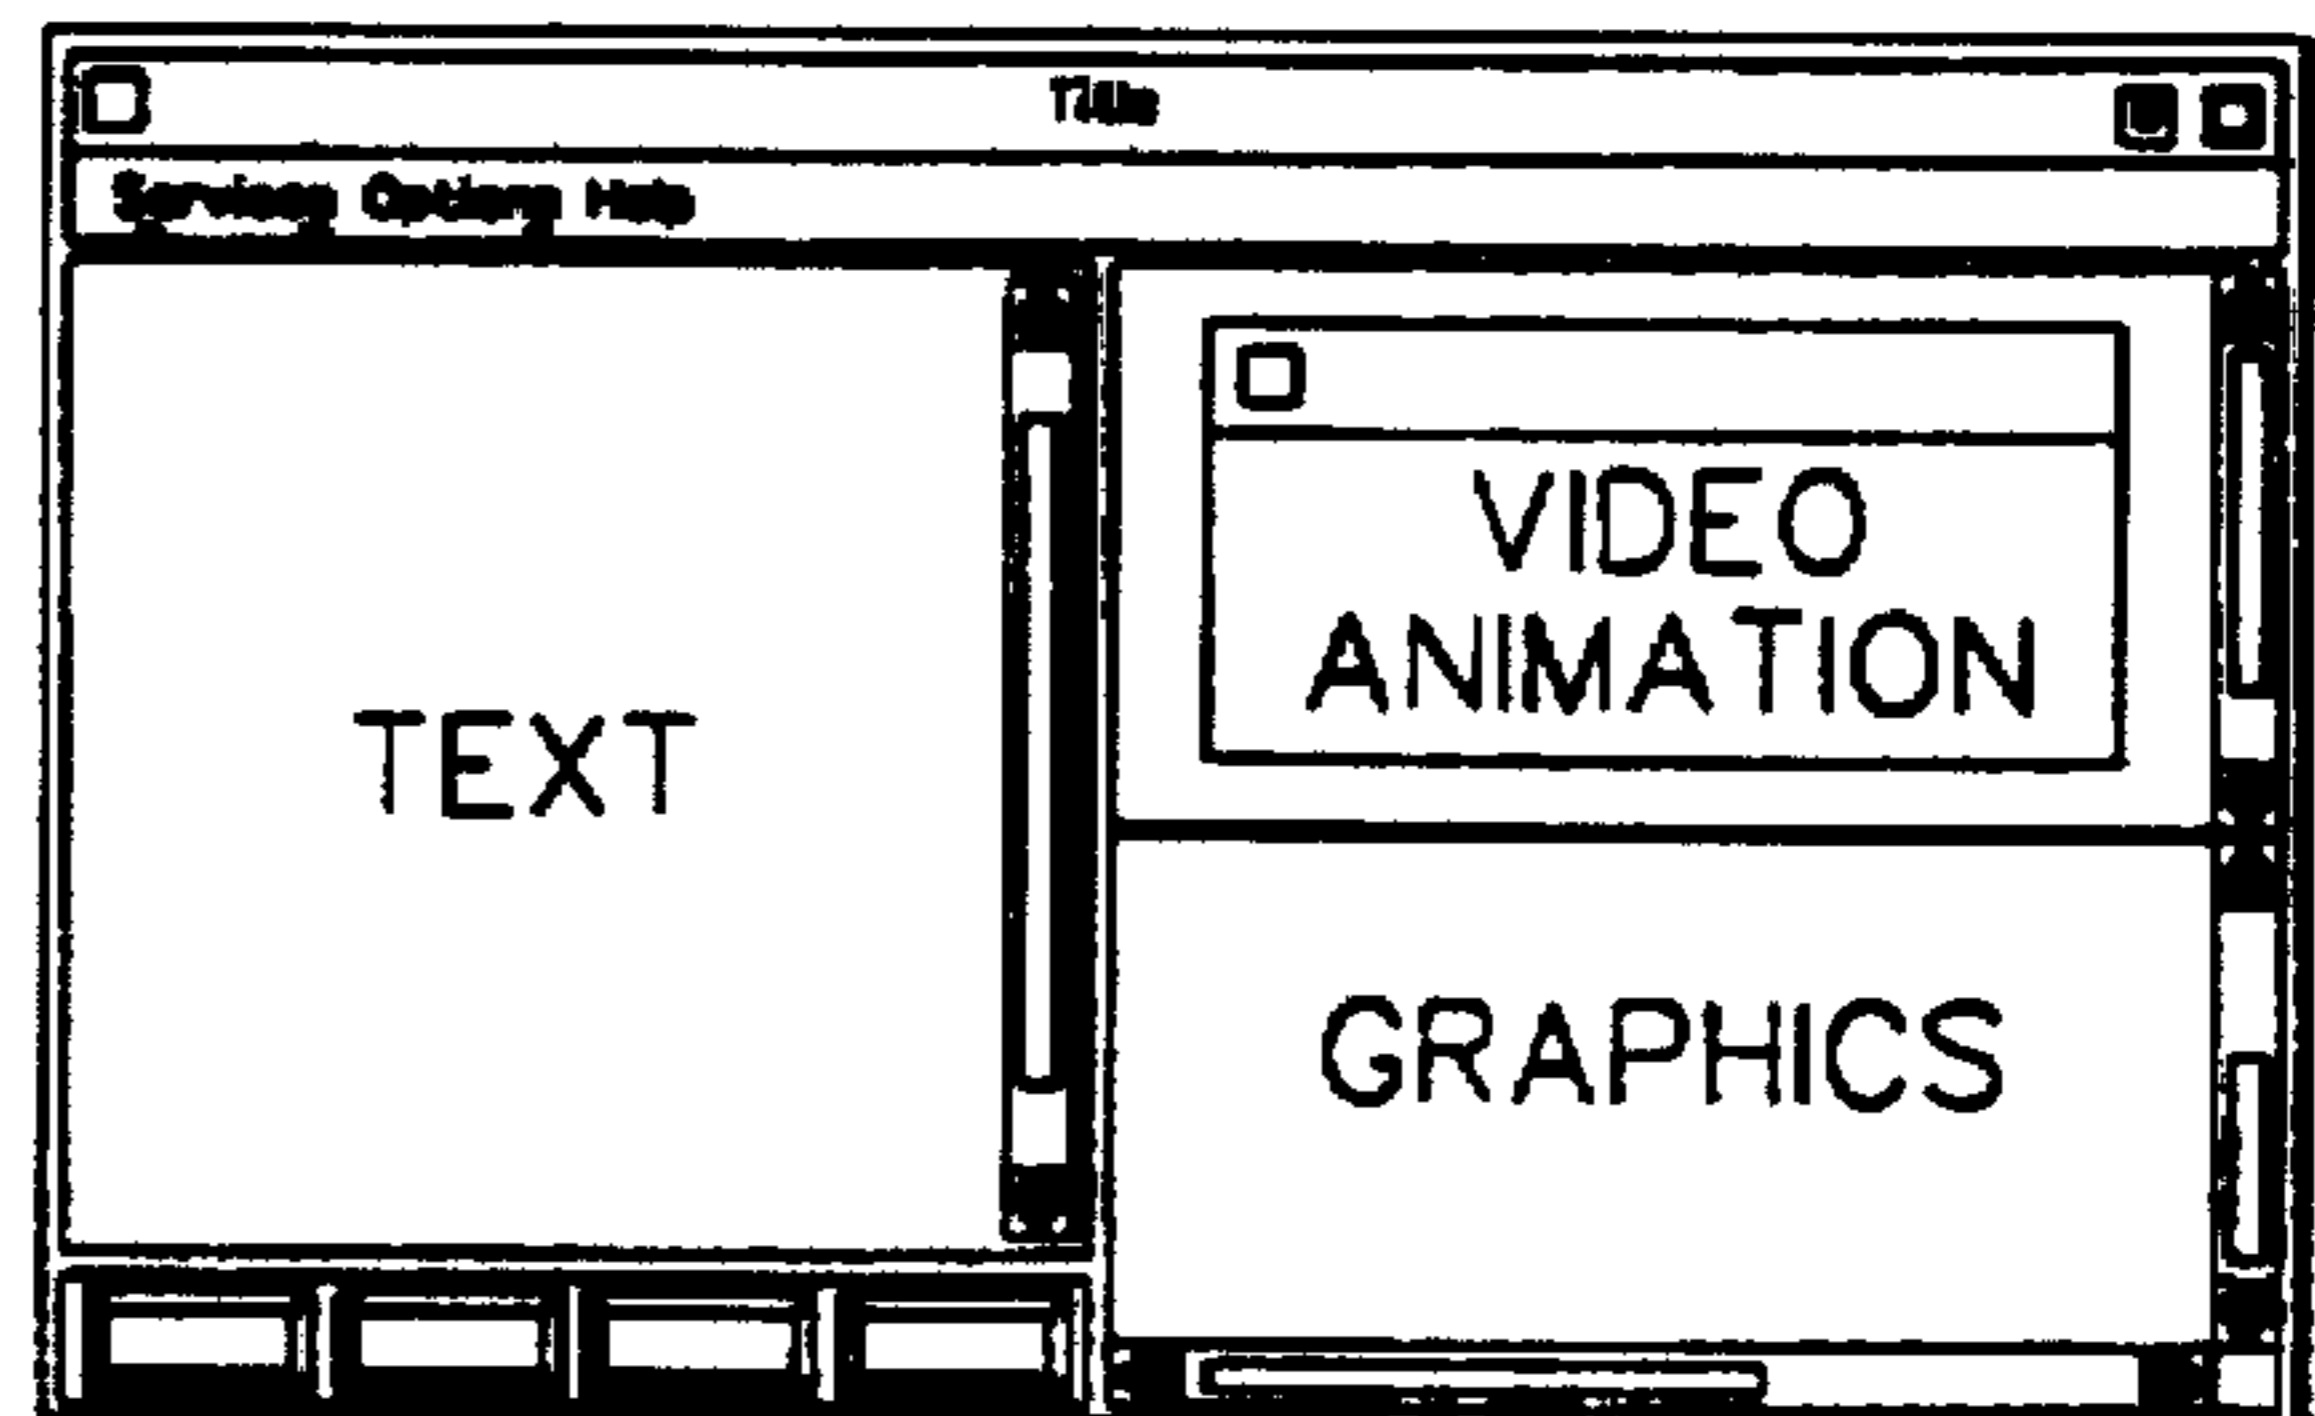 Title
Services Options Help
TEXT
VIDEO
ANIMATION
GRAPHICS